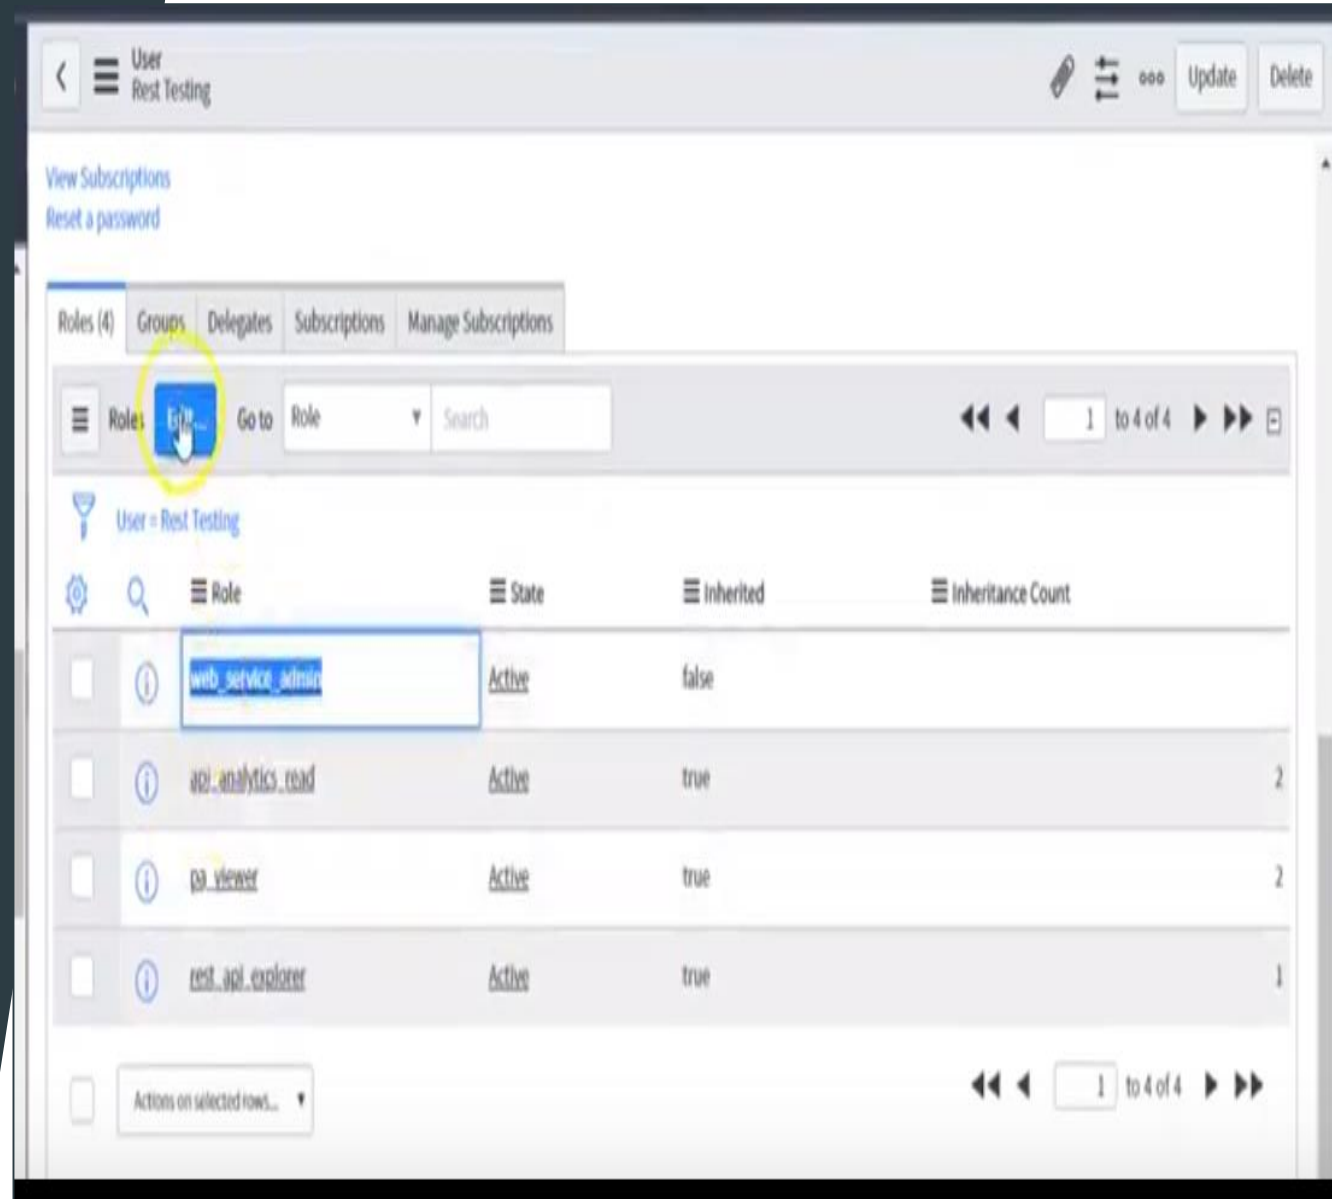 User
Rest Testing
Update
Delete
View Subscriptions
Reset a password
Roles (4) Groups Delegates Subscriptions Manage Subscriptions
Roles Edit... Go to Role Search 1 to 4 of 4
User = Rest Testing
Role State Inherited Inheritance Count
web_service_admin Active false
api_analytics_read Active true 2
pa_viewer Active true 2
rest_api_explorer Active true 1
Actions on selected rows... 1 to 4 of 4